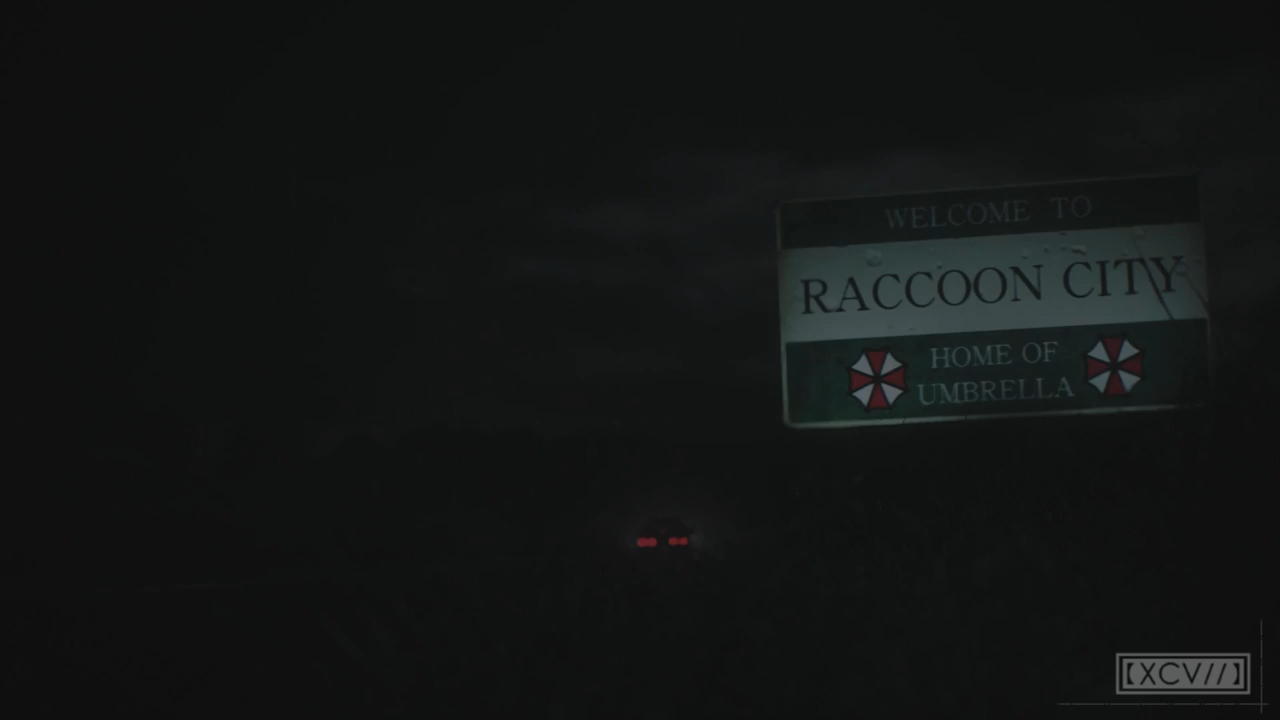 WELCOME TO
RACCOON CITY
HOME OF
UMBRELLA
【XCV//】